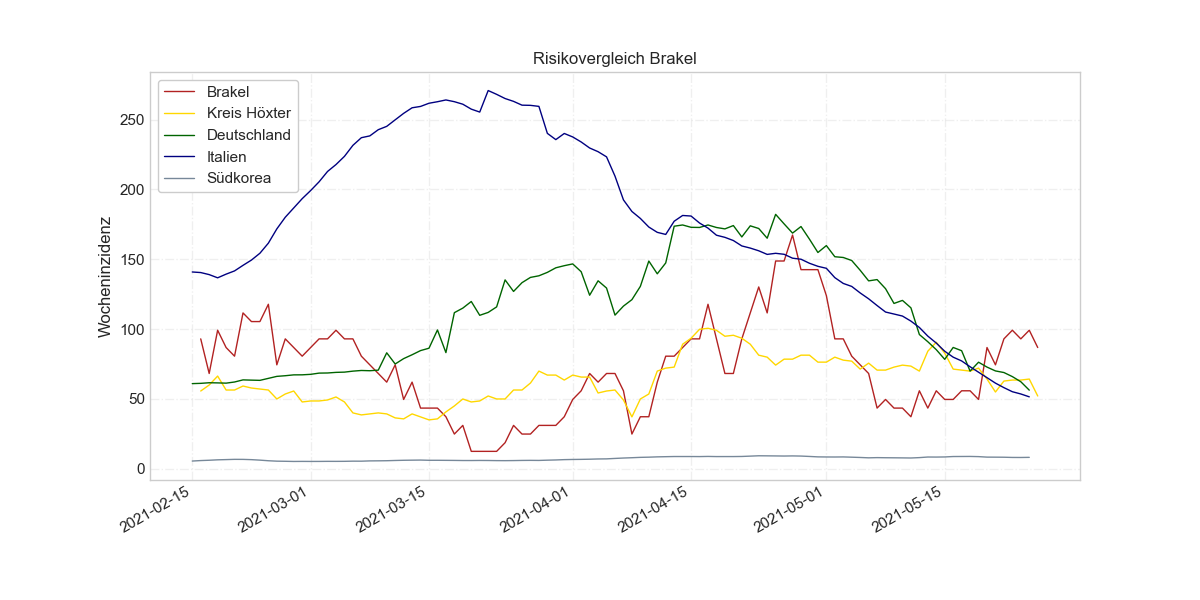 Risikovergleich Brakel
Brakel
Kreis Höxter
Deutschland
Italien
Südkorea
Wocheninzidenz
250
200
150
100
50
0
2021-02-15
2021-03-01
2021-03-15
2021-04-01
2021-04-15
2021-05-01
2021-05-15